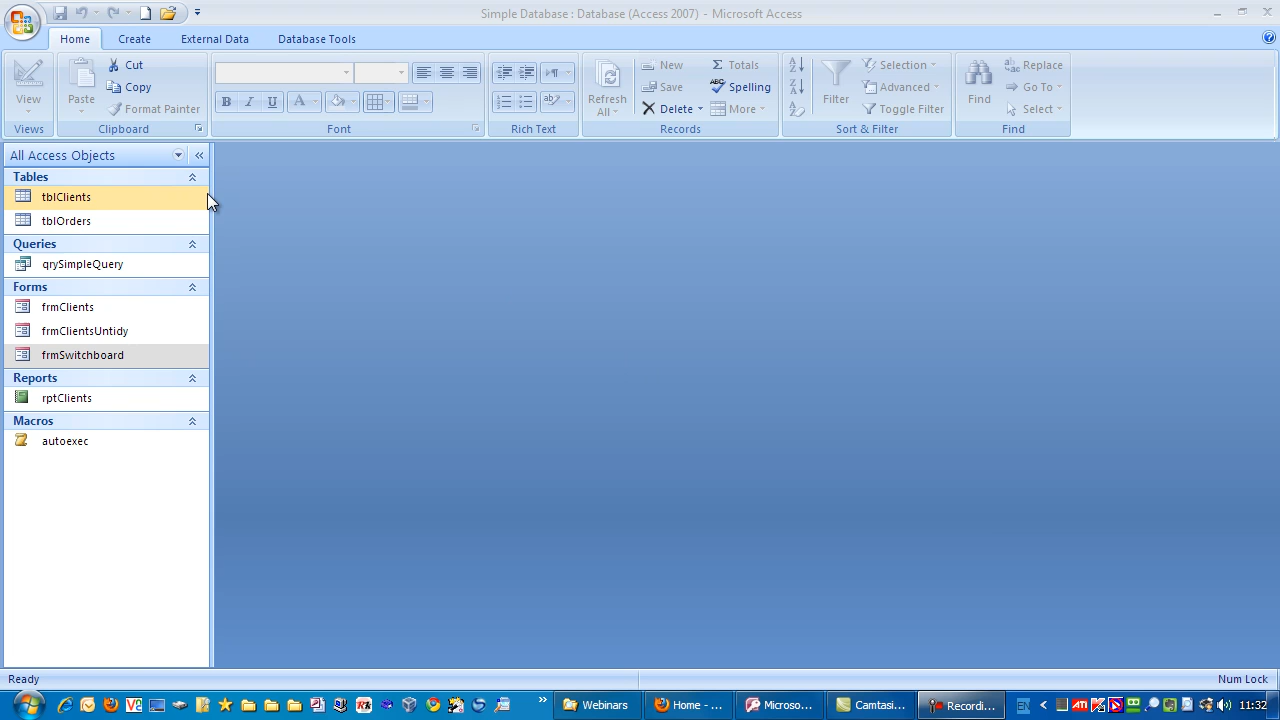 Simple Database : Database (Access 2007) - Microsoft Access
Home Create External Data Database Tools
View
Views
Paste
Cut
Copy
Format Painter
Clipboard
B I U A
Font
Rich Text
Refresh
All
New
Save
Delete
Totals
Spelling
More
Records
Filter
Selection
Advanced
Toggle Filter
Sort & Filter
Find
Replace
Go To
Select
Find
All Access Objects
Tables
tblClients
tblOrders
Queries
qrySimpleQuery
Forms
frmClients
frmClientsUntidy
frmSwitchboard
Reports
rptClients
Macros
autoexec
Ready
Num Lock
Webinars Home - ... Microso... Camtasi... Recordi... EN ATI 11:32